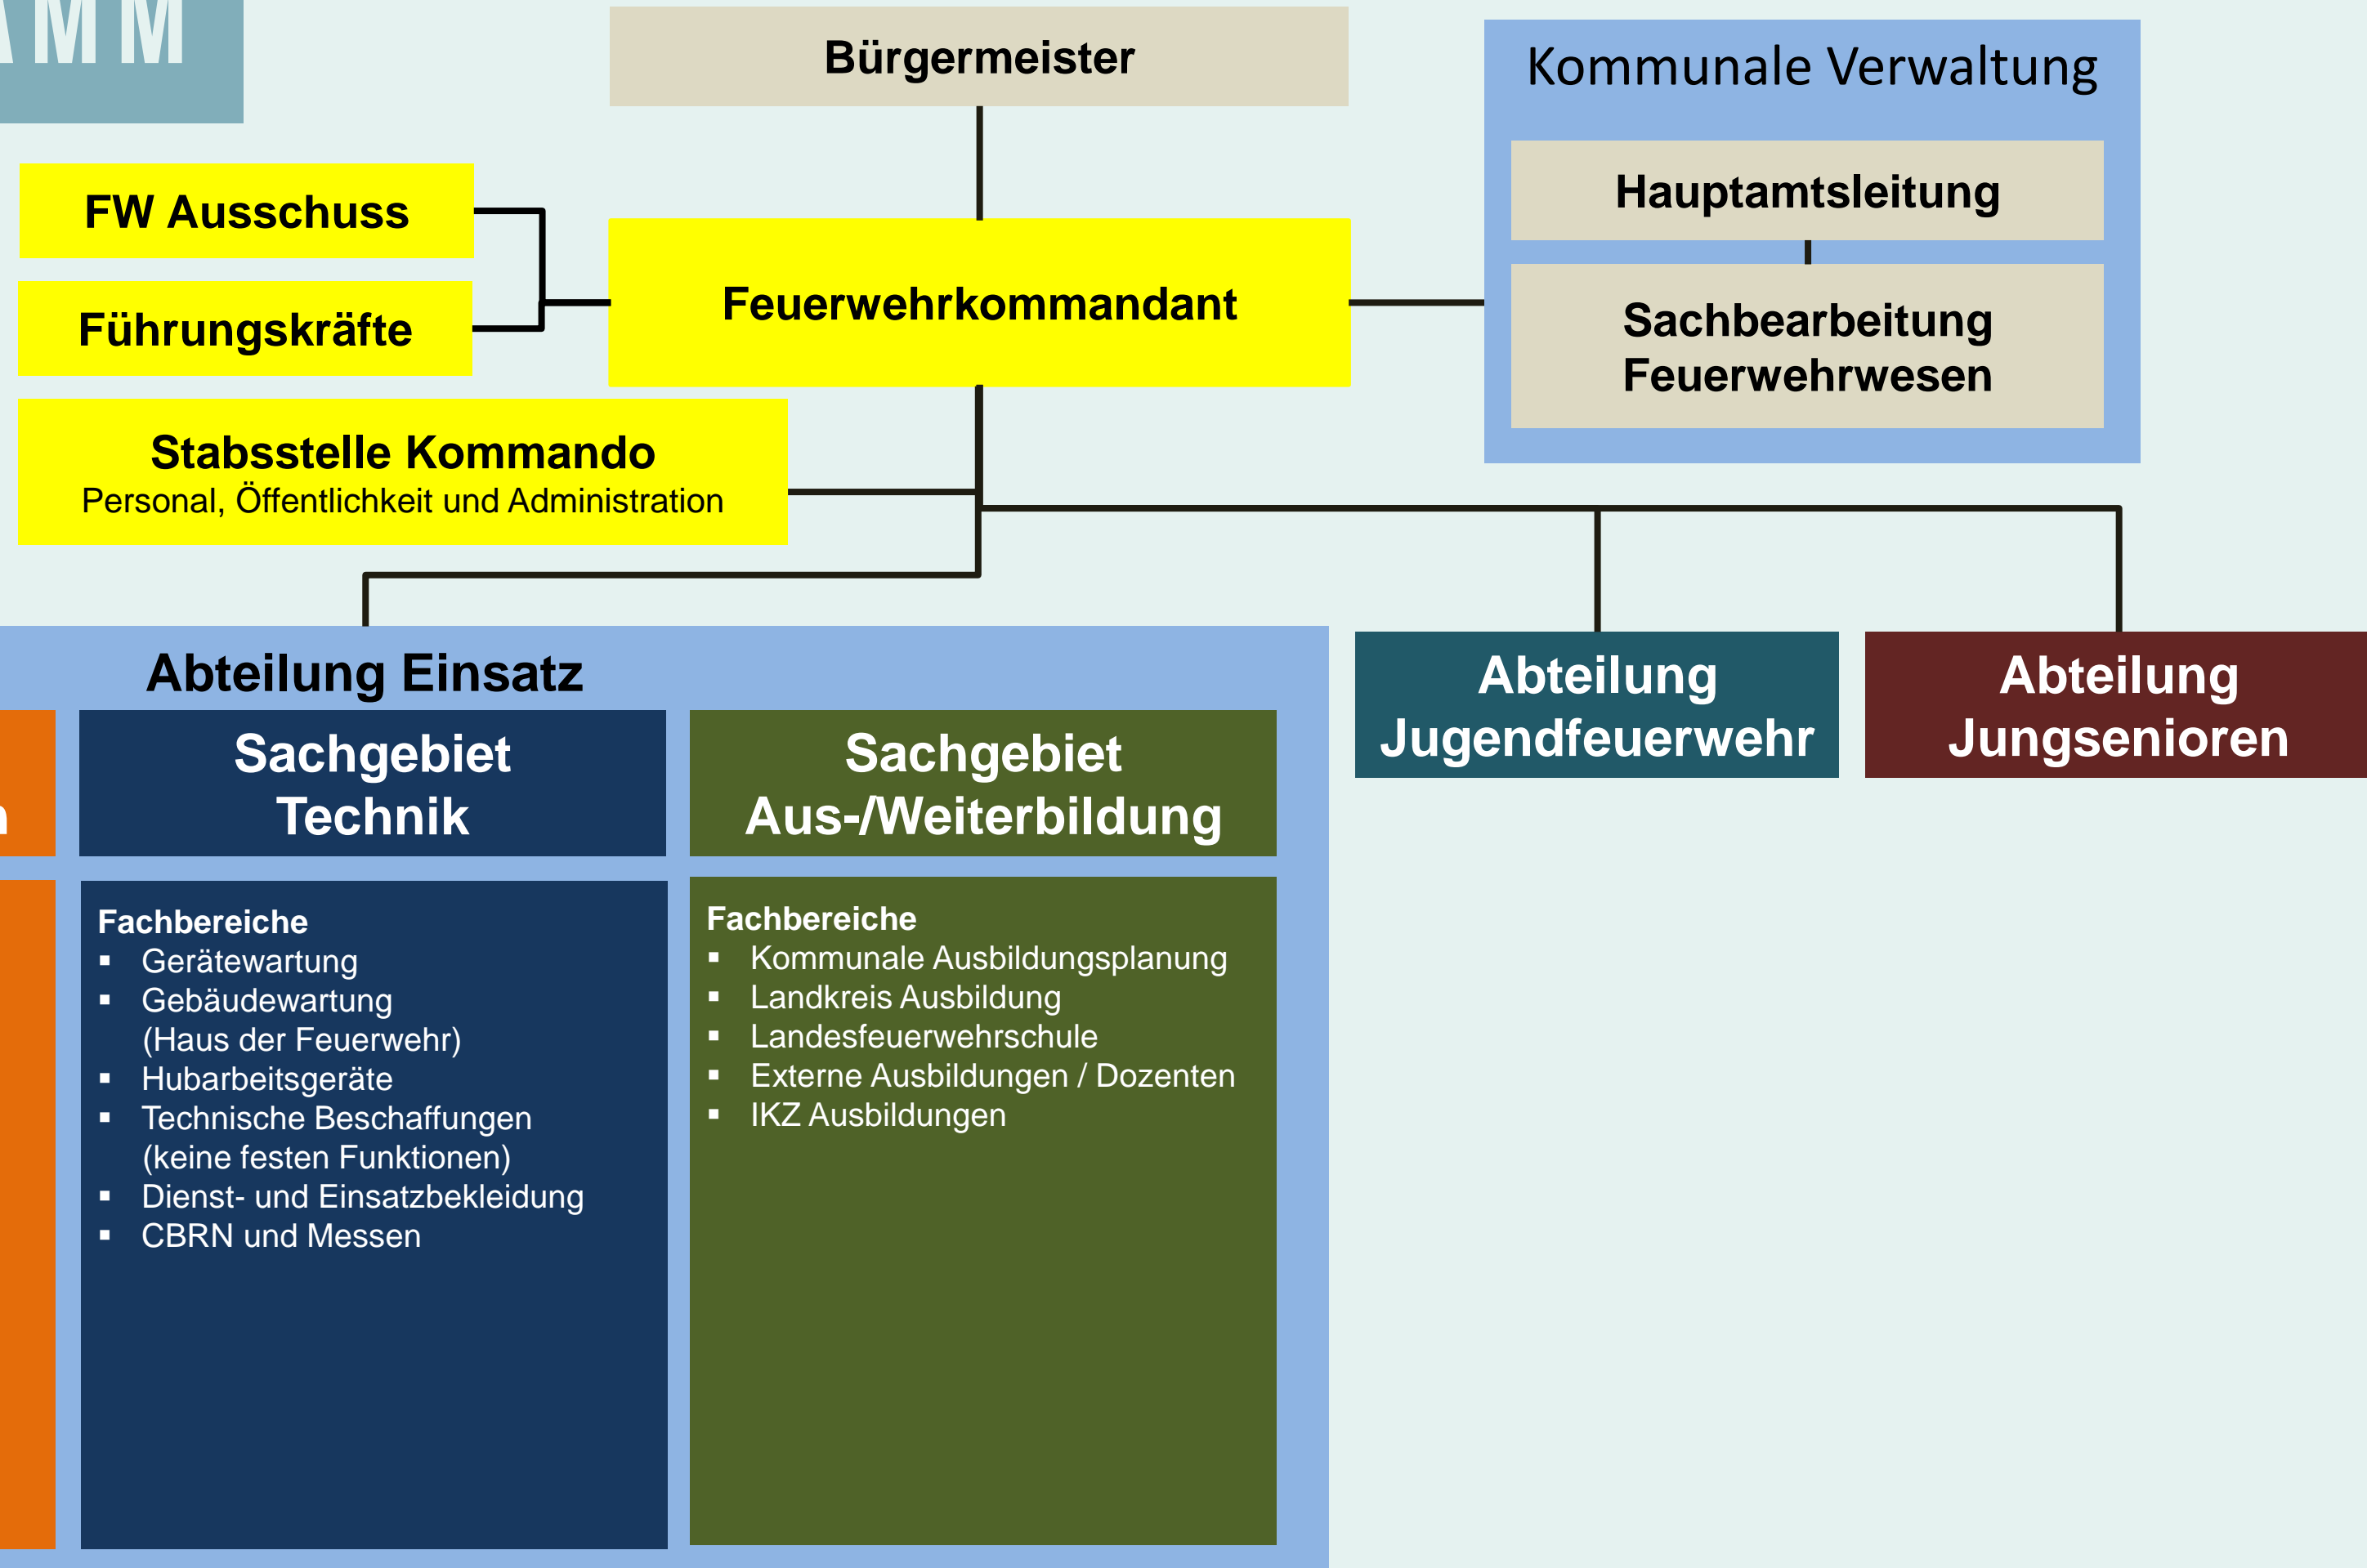 Bürgermeister
Kommunale Verwaltung
Hauptamtsleitung
Sachbearbeitung
Feuerwehrwesen
FW Ausschuss
Führungskräfte
Feuerwehrkommandant
Stabsstelle Kommando
Personal, Öffentlichkeit und Administration
Abteilung Einsatz
Sachgebiet
Technik
Sachgebiet
Aus-/Weiterbildung
Abteilung
Jugendfeuerwehr
Abteilung
Jungsenioren
Fachbereiche
▪ Gerätewartung
▪ Gebäudewartung
(Haus der Feuerwehr)
▪ Hubarbeitsgeräte
▪ Technische Beschaffungen
(keine festen Funktionen)
▪ Dienst- und Einsatzbekleidung
▪ CBRN und Messen
Fachbereiche
▪ Kommunale Ausbildungsplanung
▪ Landkreis Ausbildung
▪ Landesfeuerwehrschule
▪ Externe Ausbildungen / Dozenten
▪ IKZ Ausbildungen